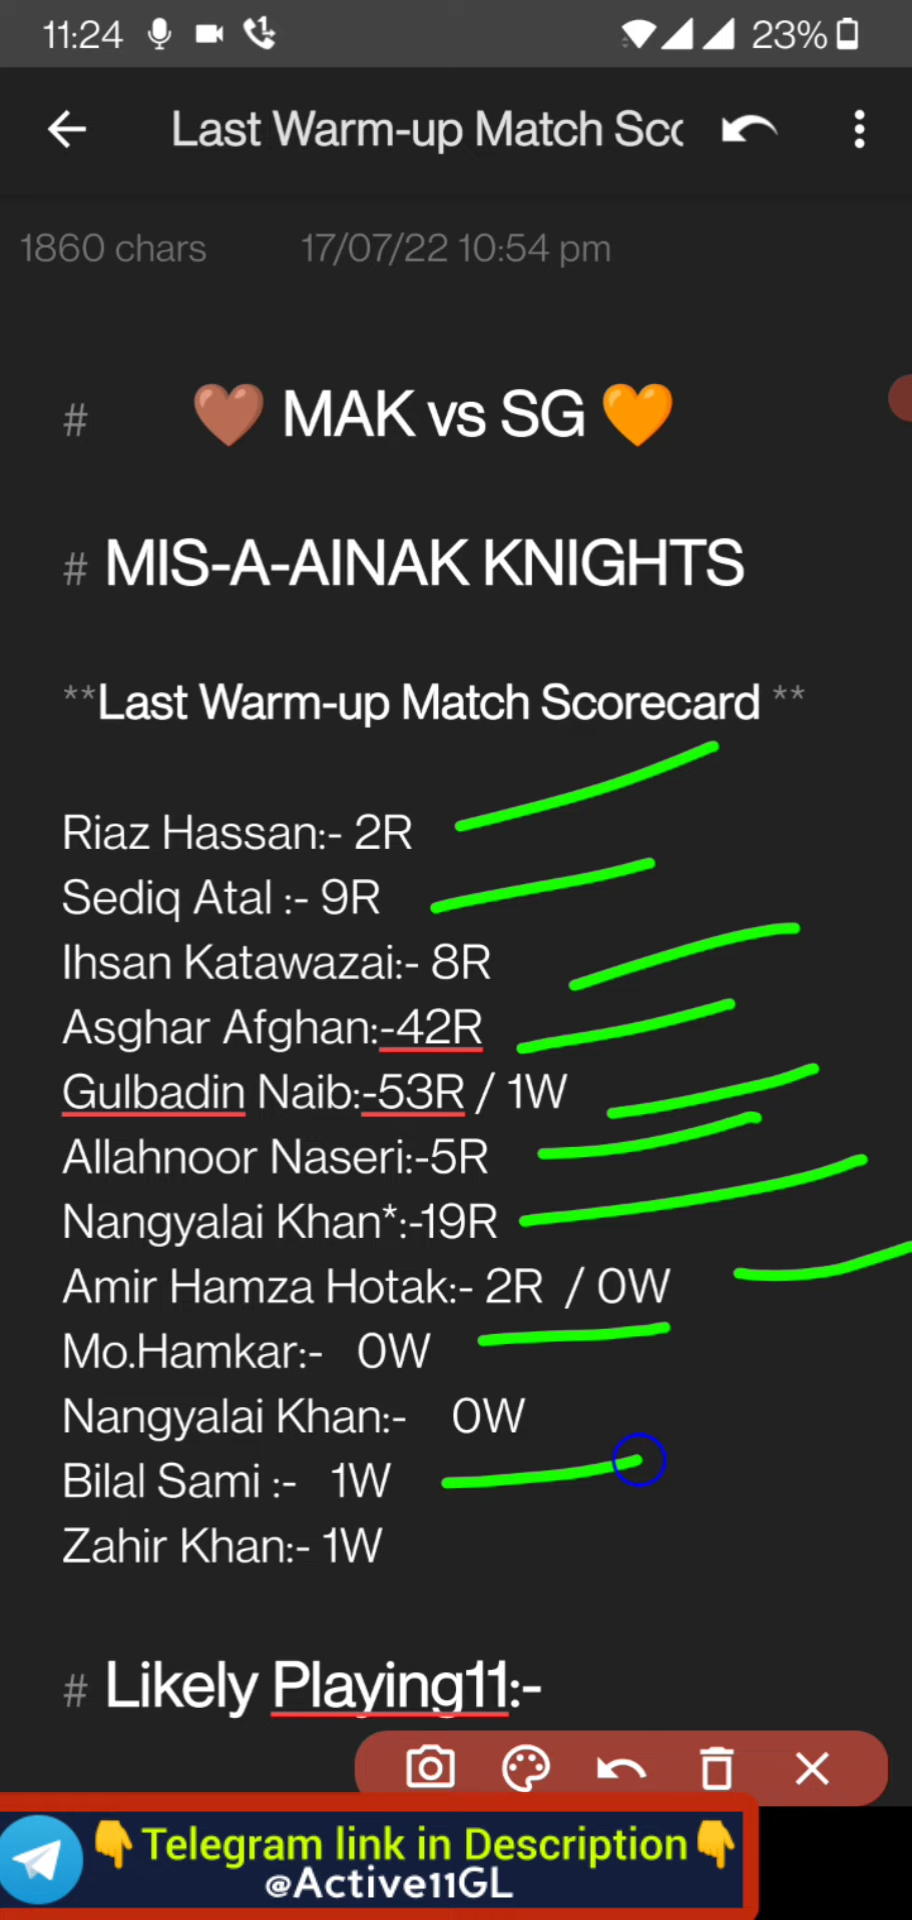 11:24 23%
Last Warm-up Match Sco
1860 chars 17/07/22 10:54 pm
# 🤎 MAK vs SG 🧡
# MIS-A-AINAK KNIGHTS
**Last Warm-up Match Scorecard **
Riaz Hassan:- 2R
Sediq Atal :- 9R
Ihsan Katawazai:- 8R
Asghar Afghan:-42R
Gulbadin Naib:-53R / 1W
Allahnoor Naseri:-5R
Nangyalai Khan*:-19R
Amir Hamza Hotak:- 2R / 0W
Mo.Hamkar:- 0W
Nangyalai Khan:- 0W
Bilal Sami :- 1W
Zahir Khan:- 1W
# Likely Playing11:-
👇Telegram link in Description👇
@Active11GL